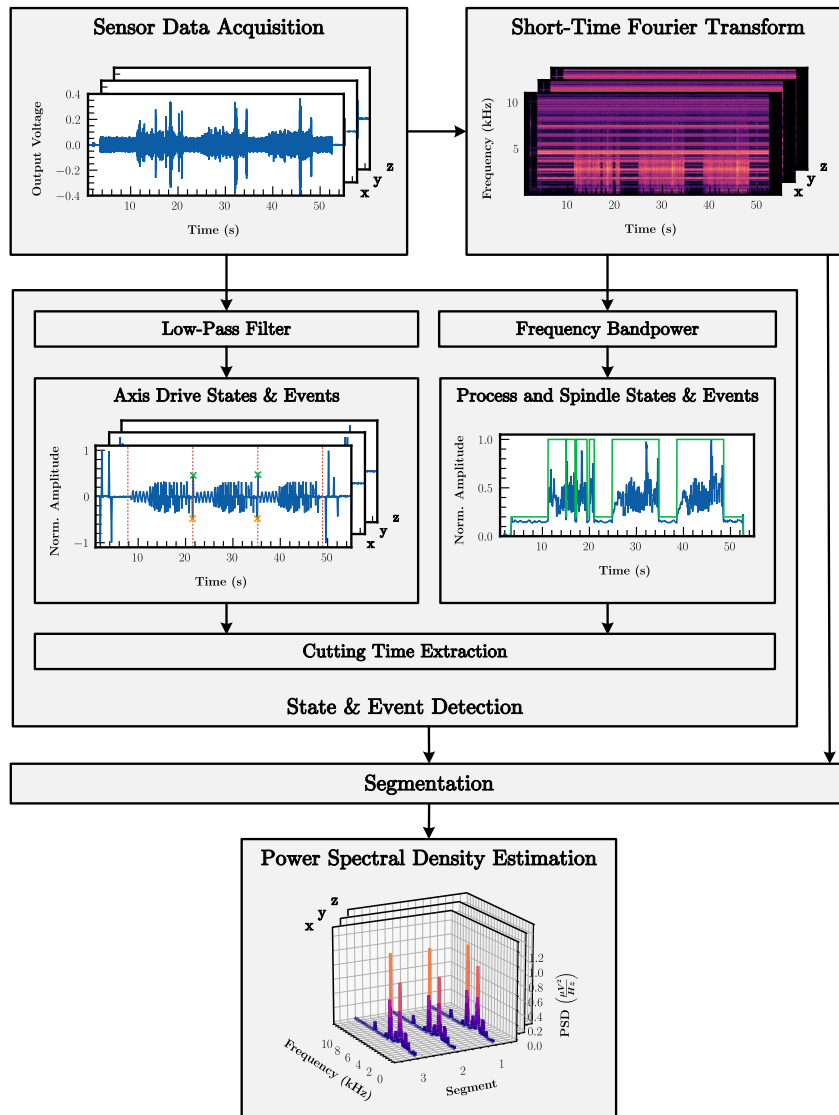 Sensor Data Acquisition
0.4
0.2
0.0
−0.2
−0.4
Output Voltage
10 20 30 40 50
Time (s)
x y z
Short-Time Fourier Transform
10
5
Frequency (kHz)
10 20 30 40 50
Time (s)
x y z
Low-Pass Filter
Frequency Bandpower
Axis Drive States & Events
1
0
−1
Norm. Amplitude
10 20 30 40 50
Time (s)
x y z
Process and Spindle States & Events
1.0
0.5
0.0
Norm. Amplitude
10 20 30 40 50
Time (s)
Cutting Time Extraction
State & Event Detection
Segmentation
Power Spectral Density Estimation
x y z
1.2
1.0
0.8
0.6
0.4
0.2
0.0
PSD (μV²/Hz)
10 8 6 4 2 0
Frequency (kHz)
3 2 1
Segment